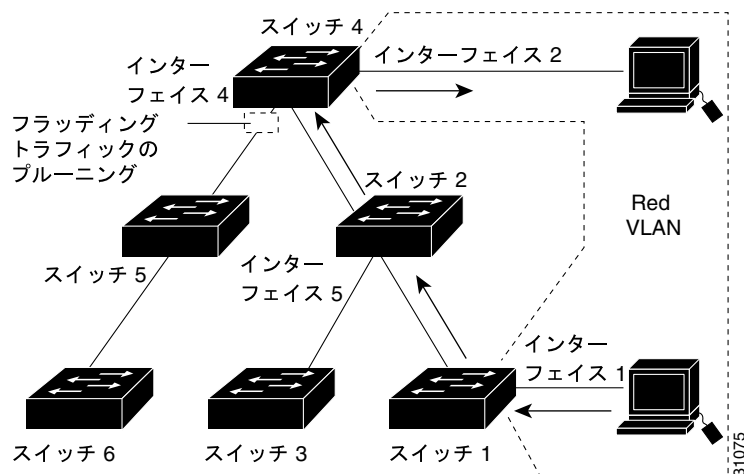 スイッチ 4
インター
フェイス 4
インターフェイス 2
フラッディング
トラフィックの
プルーニング
スイッチ 2
Red
VLAN
スイッチ 5
インター
フェイス 5
インター
フェイス 1
スイッチ 6
スイッチ 3
スイッチ 1
31075